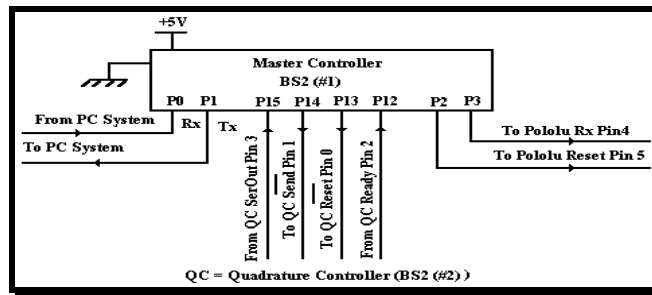 +5V
Master Controller
BS2 (#1)
P0 P1 P15 P14 P13 P12 P2 P3
From PC System Rx Tx
To PC System
To Pololu Rx Pin4
To Pololu Reset Pin 5
From QC SerOut Pin 3
To QC Send Pin 1
To QC Reset Pin 0
From QC Ready Pin 2
QC = Quadrature Controller (BS2 (#2) )